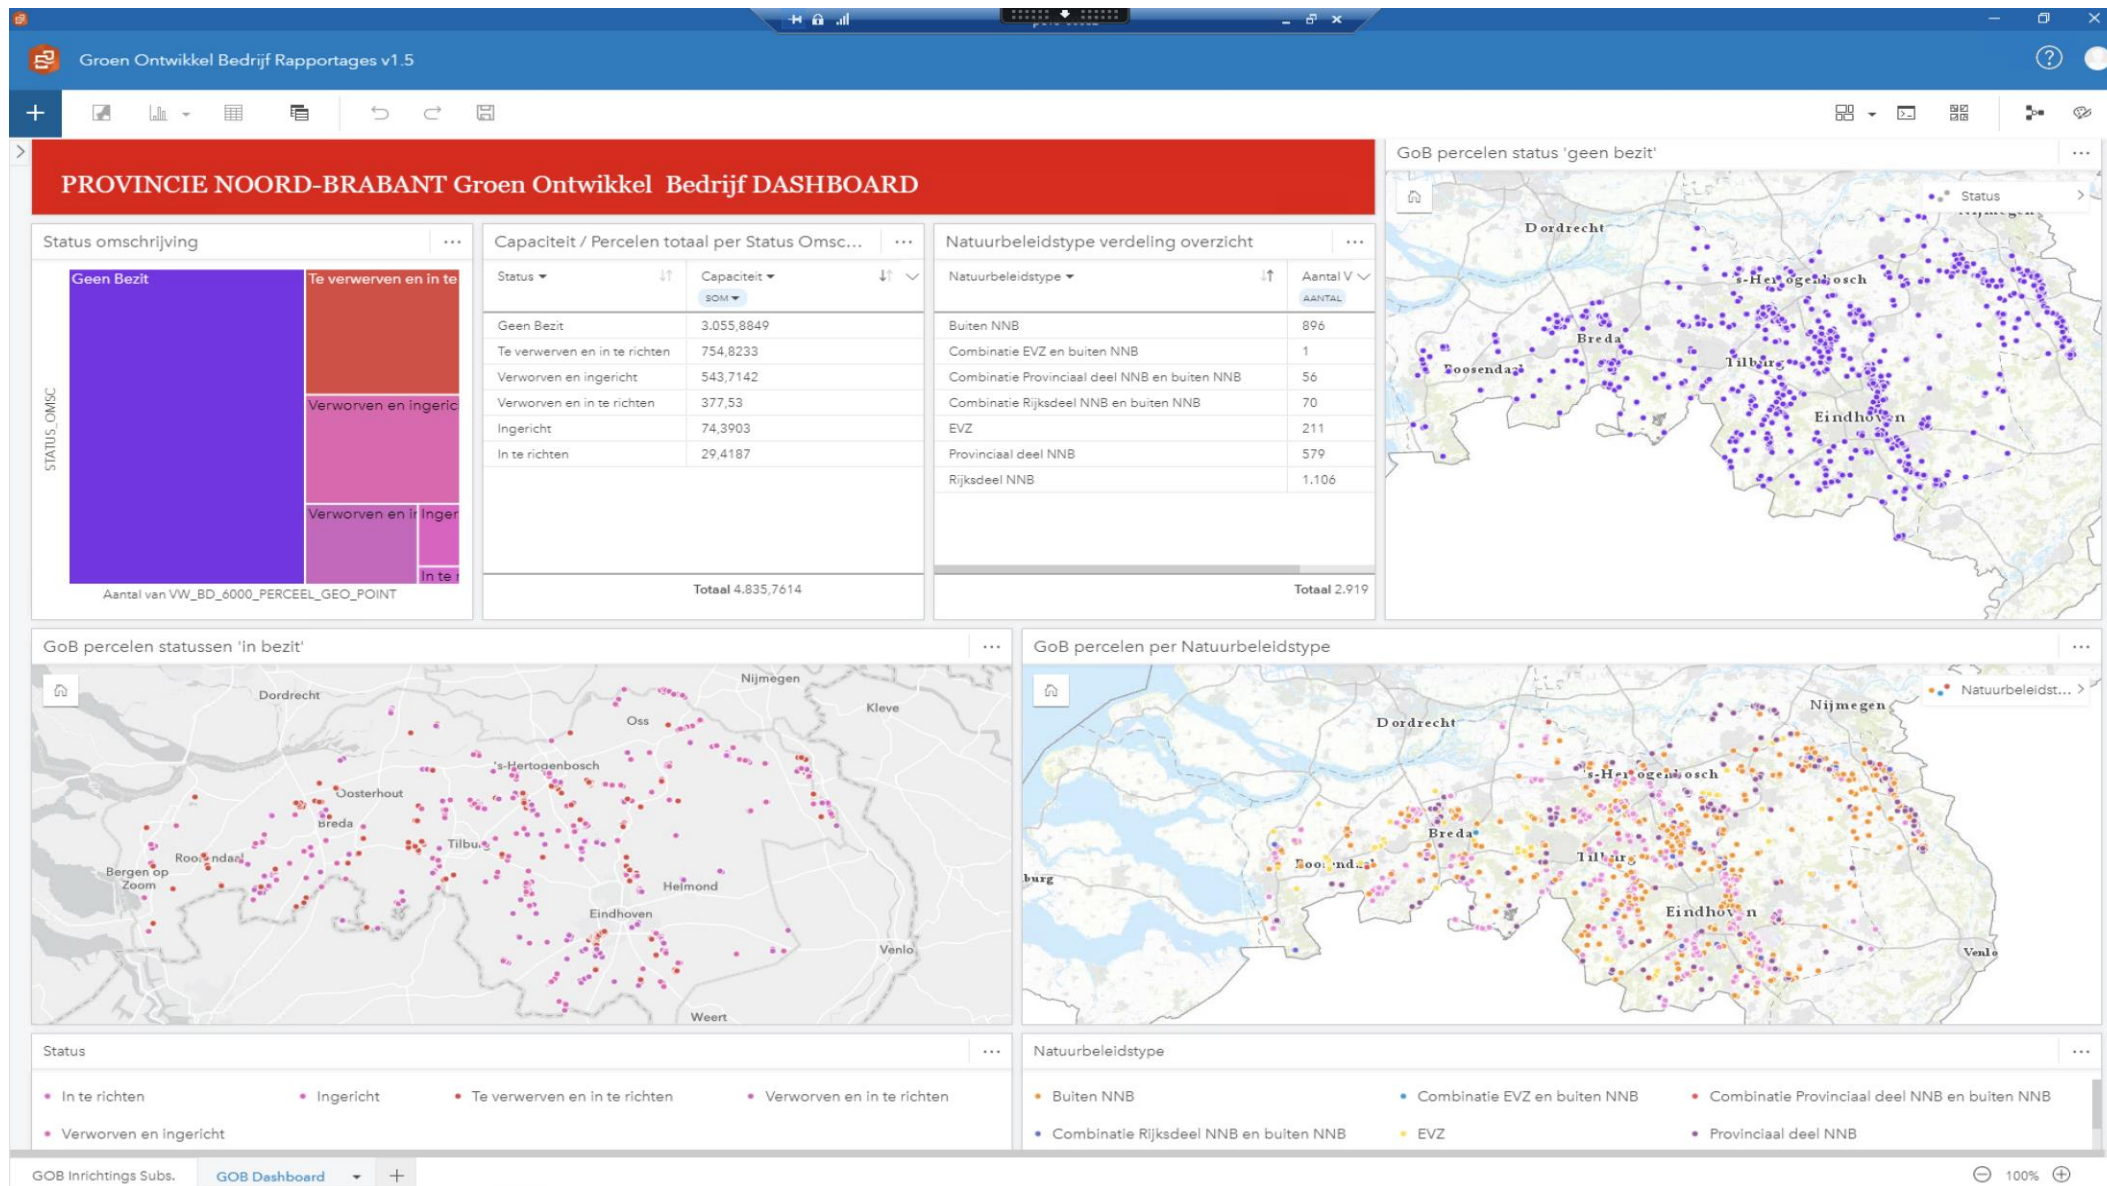 Groen Ontwikkel Bedrijf Rapportages v1.5
PROVINCIE NOORD-BRABANT Groen Ontwikkel Bedrijf DASHBOARD
Status omschrijving
STATUS_OMSC
Geen Bezit
Te verwerven en in te
Verworven en ingeric
Verworven en ir
Inger
In te r
Aantal van VW_BD_6000_PERCEEL_GEO_POINT
Capaciteit / Percelen totaal per Status Omsc...
Status Capaciteit
SOM
Geen Bezit 3.055,8849
Te verwerven en in te richten 754,8233
Verworven en ingericht 543,7142
Verworven en in te richten 377,53
Ingericht 74,3903
In te richten 29,4187
Totaal 4.835,7614
Natuurbeleidstype verdeling overzicht
Natuurbeleidstype Aantal V
AANTAL
Buiten NNB 896
Combinatie EVZ en buiten NNB 1
Combinatie Provinciaal deel NNB en buiten NNB 56
Combinatie Rijksdeel NNB en buiten NNB 70
EVZ 211
Provinciaal deel NNB 579
Rijksdeel NNB 1.106
Totaal 2.919
GoB percelen status 'geen bezit'
Status
Dordrecht
Breda
Tilburg
Eindhoven
GoB percelen statussen 'in bezit'
Nijmegen
Dordrecht
Kleve
Oss
's-Hertogenbosch
Oosterhout
Breda
Bergen op
Zoom
Helmond
Eindhoven
Venlo
Weert
GoB percelen per Natuurbeleidstype
Natuurbeleidst...
Nijmegen
Dordrecht
Breda
burg
Tilburg
Eindhoven
Venlo
Status
In te richten
Ingericht
Te verwerven en in te richten
Verworven en in te richten
Verworven en ingericht
Natuurbeleidstype
Buiten NNB
Combinatie EVZ en buiten NNB
Combinatie Provinciaal deel NNB en buiten NNB
Combinatie Rijksdeel NNB en buiten NNB
EVZ
Provinciaal deel NNB
GOB Inrichtings Subs.
GOB Dashboard
100%